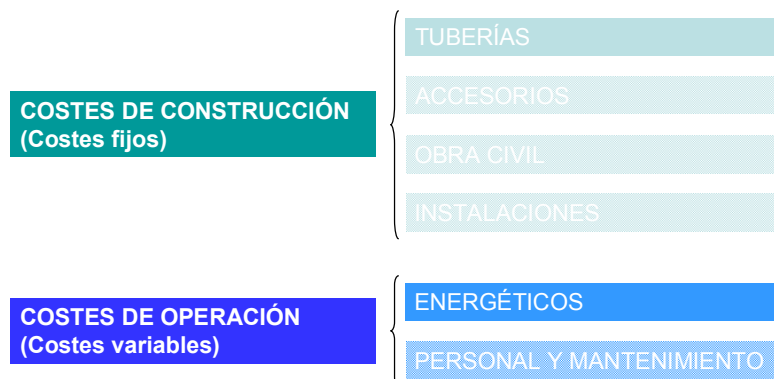 COSTES DE CONSTRUCCIÓN
(Costes fijos)
TUBERÍAS
ACCESORIOS
OBRA CIVIL
INSTALACIONES
COSTES DE OPERACIÓN
(Costes variables)
ENERGÉTICOS
PERSONAL Y MANTENIMIENTO